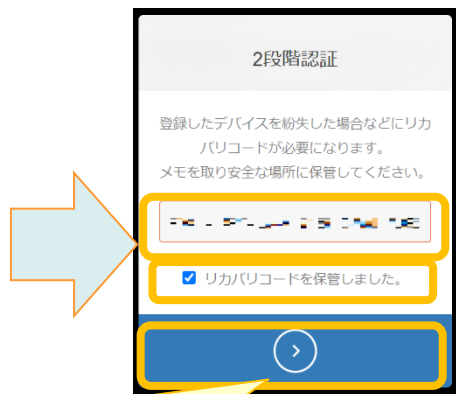 2段階認証
登録したデバイスを紛失した場合などにリカ
バリコードが必要になります。
メモを取り安全な場所に保管してください。
リカバリコードを保管しました。